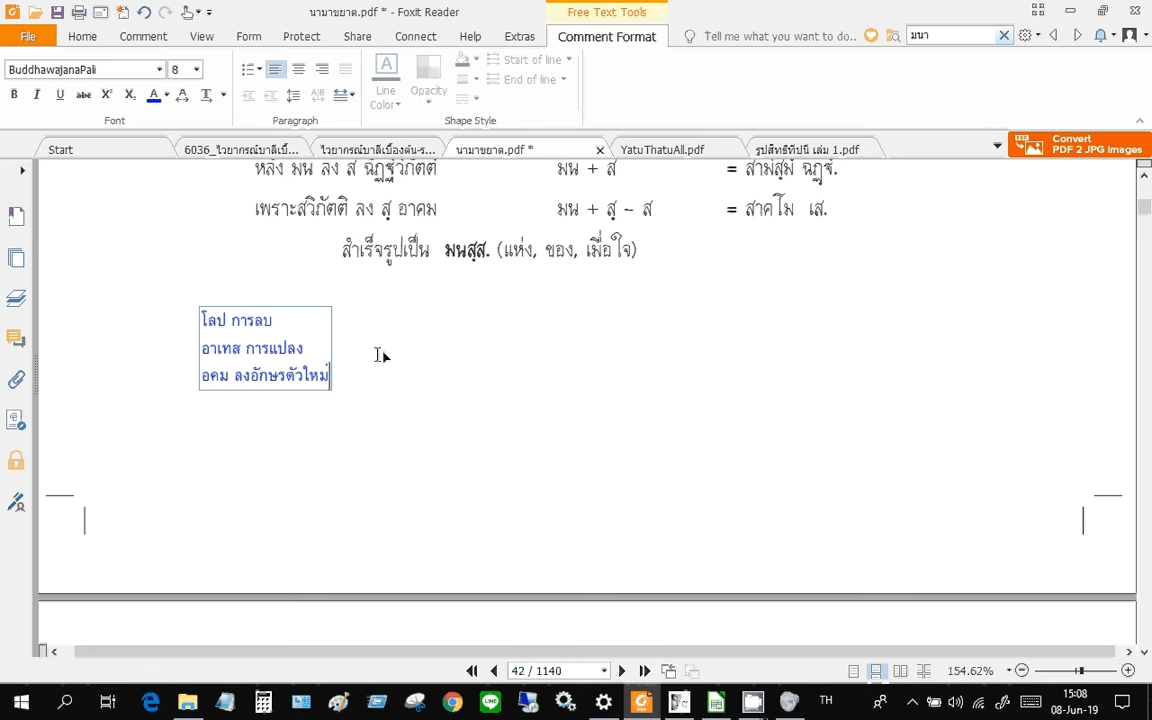 นามาขยาต.pdf * - Foxit Reader
Free Text Tools
File Home Comment View Form Protect Share Connect Help Extras Comment Format
Tell me what you want to do..
มนา
BuddhawajanaPali 8
Line Color
Opacity
Start of line
End of line
Font Paragraph Shape Style
Start
6036_ไวยากรณ์บาลีเบื้...
ไวยากรณ์บาลีเบื้องต้น-ร...
นามาขยาต.pdf *
YatuThatuAll.pdf
รูปสิทธิทีปนี เล่ม 1.pdf
Convert
PDF 2 JPG Images
หลัง มน ลง ส ฉัฏฐีวิภัตติ มน + ส = สามิสฺมึ ฉฏฺฐี.
เพราะสวิภัตติ ลง สฺ อาคม มน + สฺ – ส = สาคโม เส.
สำเร็จรูปเป็น มนสฺส. (แห่ง, ของ, เมื่อใจ)
โลป การลบ
อาเทส การแปลง
อคม ลงอักษรตัวใหม่
42 / 1140
154.62%
TH
15:08
08-Jun-19